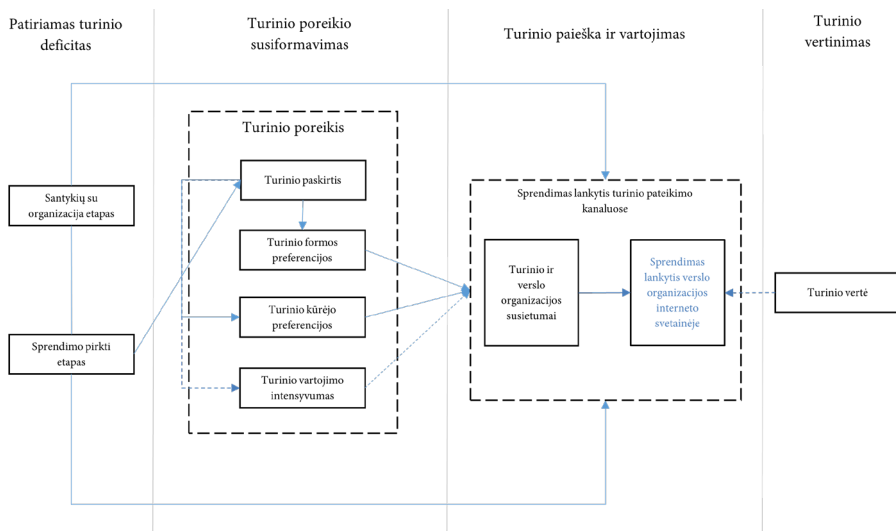 Patiriamas turinio
deficitas
Turinio poreikio
susiformavimas
Turinio paieška ir vartojimas
Turinio
vertinimas
Turinio poreikis
Turinio paskirtis
Turinio formos
preferencijos
Turinio kūrėjo
preferencijos
Turinio vartojimo
intensyvumas
Santykių su
organizacija etapas
Sprendimo pirkti
etapas
Sprendimas lankytis turinio pateikimo
kanaluose
Turinio ir
verslo
organizacijos
susietumai
Sprendimas
lankytis verslo
organizacijos
interneto
svetainėje
Turinio vertė